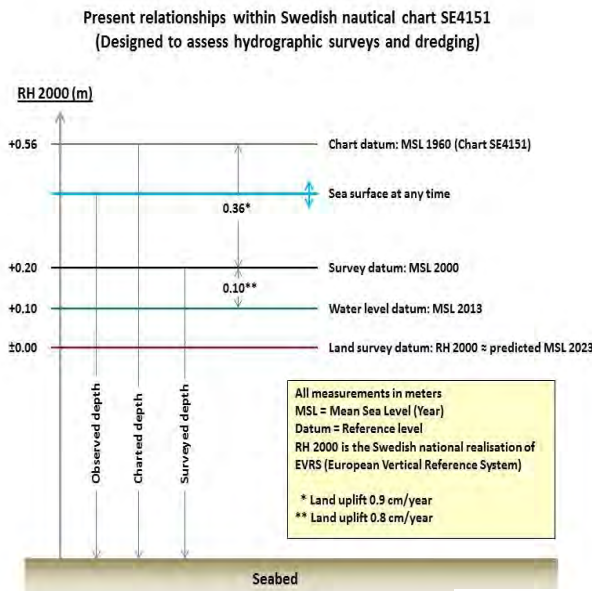 Present relationships within Swedish nautical chart SE4151
(Designed to assess hydrographic surveys and dredging)
RH 2000 (m)
+0.56
Chart datum: MSL 1960 (Chart SE4151)
Sea surface at any time
0.36*
+0.20
Survey datum: MSL 2000
0.10**
+0.10
Water level datum: MSL 2013
±0.00
Land survey datum: RH 2000 ≈ predicted MSL 2023
Observed depth
Charted depth
Surveyed depth
All measurements in meters
MSL = Mean Sea Level (Year)
Datum = Reference level
RH 2000 is the Swedish national realisation of
EVRS (European Vertical Reference System)
* Land uplift 0.9 cm/year
** Land uplift 0.8 cm/year
Seabed